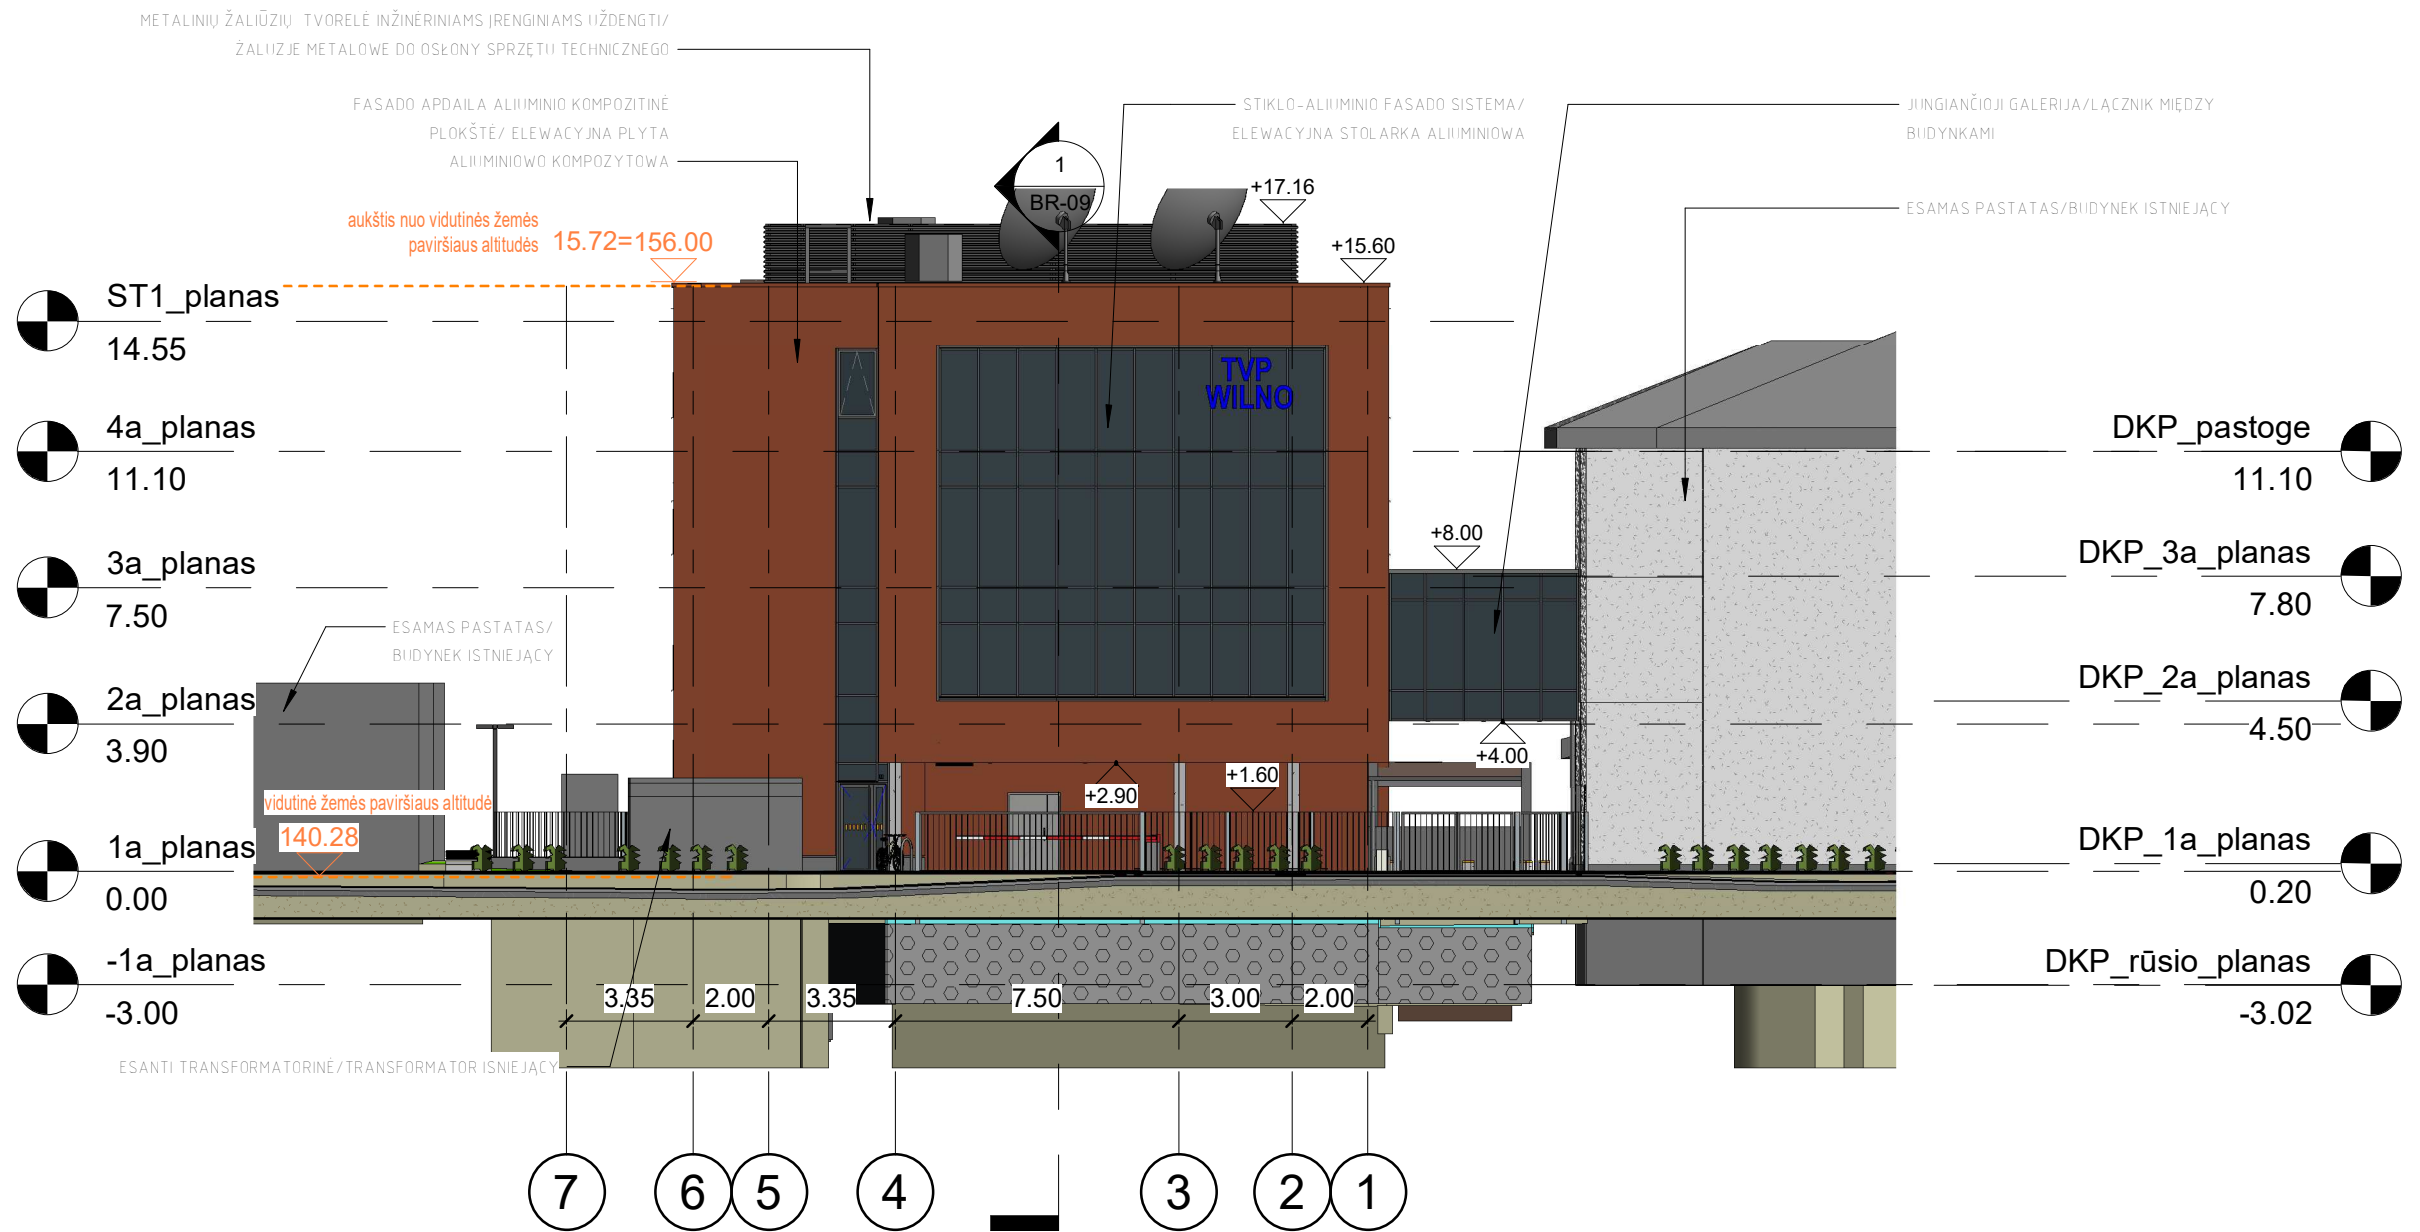 METALINIŲ ŽALIŪZIŲ TVORELĖ INŽINERINIAMS ĮRENGINIAMS UŽDENGTI/
ŻALUZJE METALOWE DO OSŁONY SPRZĘTU TECHNICZNEGO
FASADO APDAILA ALIUMINIO KOMPOZITINĖ
PLOKŠTĖ/ ELEWACYJNA PLYTA
ALIUMINIOWO KOMPOZYTOWA
STIKLO-ALIUMINIO FASADO SISTEMA/
ELEWACYJNA STOLARKA ALIUMINIOWA
JUNGIANČIOJI GALERIJA/ŁĄCZNIK MIĘDZY
BUDYNKAMI
ESAMAS PASTATAS/BUDYNEK ISTNIEJĄCY
1
BR-09
+17.16
+15.60
aukštis nuo vidutinės žemės
paviršiaus altitudės
15.72=156.00
ST1_planas
14.55
TVP
WILNO
4a_planas
11.10
DKP_pastoge
11.10
3a_planas
7.50
+8.00
DKP_3a_planas
7.80
ESAMAS PASTATAS/
BUDYNEK ISTNIEJĄCY
2a_planas
3.90
DKP_2a_planas
4.50
+4.00
+1.60
+2.90
vidutinė žemės paviršiaus altitudė
140.28
1a_planas
0.00
DKP_1a_planas
0.20
-1a_planas
-3.00
DKP_rūsio_planas
-3.02
3.35
2.00
3.35
7.50
3.00
2.00
ESANTI TRANSFORMATORINĖ/TRANSFORMATOR ISNIEJĄCY
7
6
5
4
3
2
1